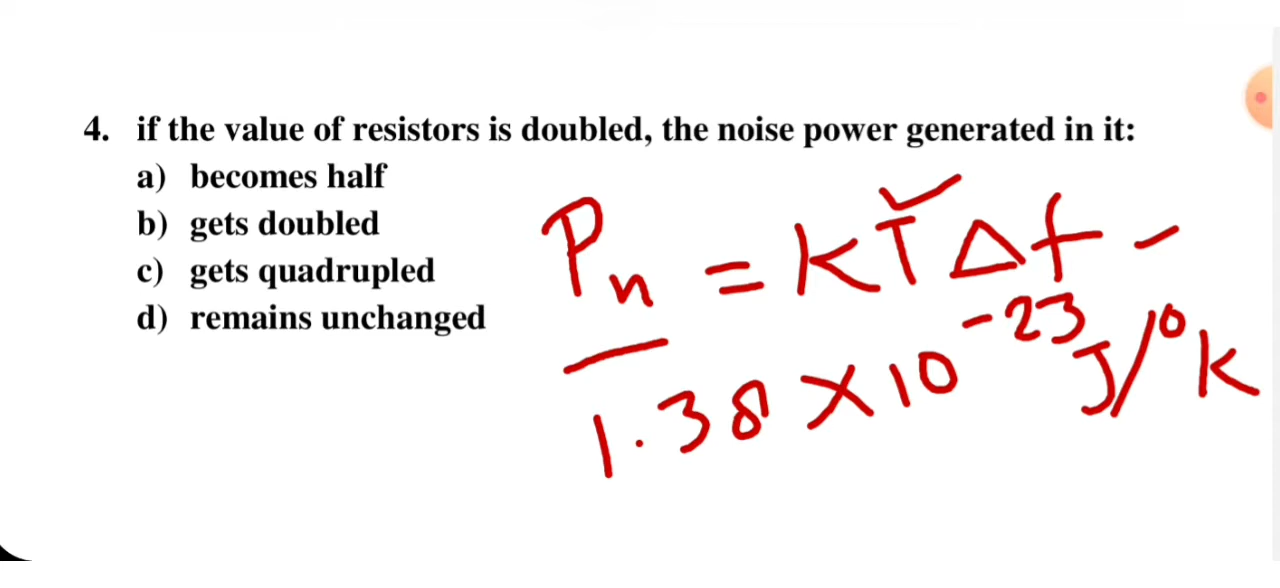 4. if the value of resistors is doubled, the noise power generated in it:
a) becomes half
b) gets doubled
c) gets quadrupled
d) remains unchanged
Pn = KTΔf -
1.38 × 10^-23 J/°K